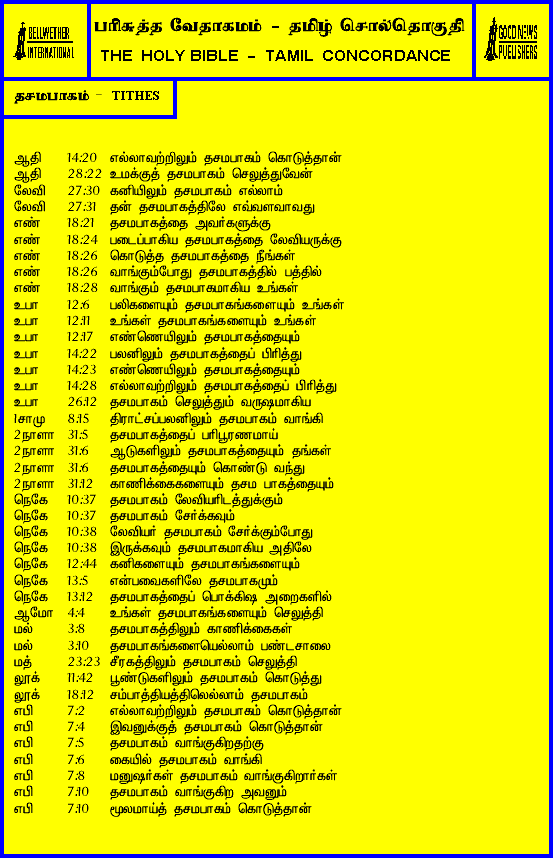 BELLWETHER INTERNATIONAL
பரிசுத்த வேதாகமம் - தமிழ் சொல்தொகுதி
THE HOLY BIBLE - TAMIL CONCORDANCE
GOOD NEWS PUBLISHERS
தசமபாகம் - TITHES
ஆதி 14:20 எல்லாவற்றிலும் தசமபாகம் கொடுத்தான்
ஆதி 28:22 உமக்குத் தசமபாகம் செலுத்துவேன்
லேவி 27:30 கனியிலும் தசமபாகம் எல்லாம்
லேவி 27:31 தன் தசமபாகத்திலே எவ்வளவாவது
எண் 18:21 தசமபாகத்தை அவர்களுக்கு
எண் 18:24 படைப்பாகிய தசமபாகத்தை லேவியருக்கு
எண் 18:26 கொடுத்த தசமபாகத்தை நீங்கள்
எண் 18:26 வாங்கும்போது தசமபாகத்தில் பத்தில்
எண் 18:28 வாங்கும் தசமபாகமாகிய உங்கள்
உபா 12:6 பலிகளையும் தசமபாகங்களையும் உங்கள்
உபா 12:11 உங்கள் தசமபாகங்களையும் உங்கள்
உபா 12:17 எண்ணெயிலும் தசமபாகத்தையும்
உபா 14:22 பலனிலும் தசமபாகத்தைப் பிரித்து
உபா 14:23 எண்ணெயிலும் தசமபாகத்தையும்
உபா 14:28 எல்லாவற்றிலும் தசமபாகத்தைப் பிரித்து
உபா 26:12 தசமபாகம் செலுத்தும் வருஷமாகிய
1சாமு 8:15 திராட்சப்பலனிலும் தசமபாகம் வாங்கி
2நாளா 31:5 தசமபாகத்தைப் பரிபூரணமாய்
2நாளா 31:6 ஆடுகளிலும் தசமபாகத்தையும் தங்கள்
2நாளா 31:6 தசமபாகத்தையும் கொண்டு வந்து
2நாளா 31:12 காணிக்கைகளையும் தசம பாகத்தையும்
நெகே 10:37 தசமபாகம் லேவியரிடத்துக்கும்
நெகே 10:37 தசமபாகம் சேர்க்கவும்
நெகே 10:38 லேவியர் தசமபாகம் சேர்க்கும்போது
நெகே 10:38 இருக்கவும் தசமபாகமாகிய அதிலே
நெகே 12:44 கனிகளையும் தசமபாகங்களையும்
நெகே 13:5 என்பவைகளிலே தசமபாகமும்
நெகே 13:12 தசமபாகத்தைப் பொக்கிஷ அறைகளில்
ஆமோ 4:4 உங்கள் தசமபாகங்களையும் செலுத்தி
மல் 3:8 தசமபாகத்திலும் காணிக்கைகள்
மல் 3:10 தசமபாகங்களையெல்லாம் பண்டசாலை
மத் 23:23 சீரகத்திலும் தசமபாகம் செலுத்தி
லூக் 11:42 பூண்டுகளிலும் தசமபாகம் கொடுத்து
லூக் 18:12 சம்பாத்தியத்திலெல்லாம் தசமபாகம்
எபி 7:2 எல்லாவற்றிலும் தசமபாகம் கொடுத்தான்
எபி 7:4 இவனுக்குத் தசமபாகம் கொடுத்தான்
எபி 7:5 தசமபாகம் வாங்குகிறதற்கு
எபி 7:6 கையில் தசமபாகம் வாங்கி
எபி 7:8 மனுஷர்கள் தசமபாகம் வாங்குகிறார்கள்
எபி 7:10 தசமபாகம் வாங்குகிற அவனும்
எபி 7:10 மூலமாய்த் தசமபாகம் கொடுத்தான்